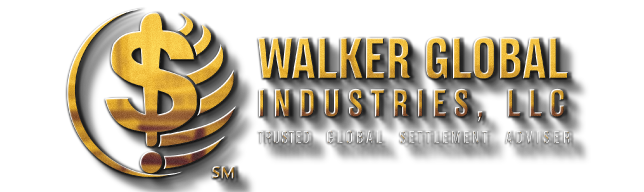 $
WALKER GLOBAL
INDUSTRIES, LLC
TRUSTED GLOBAL SETTLEMENT ADVISER
SM